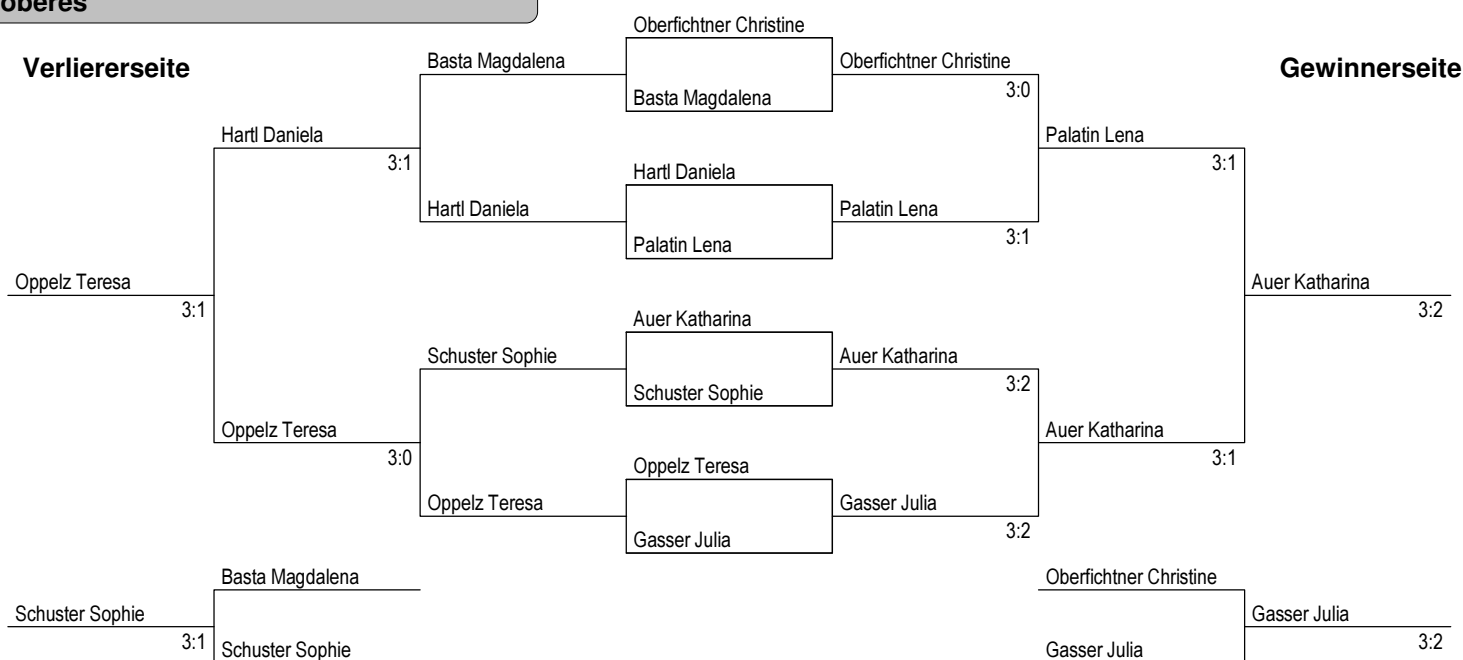 oberes
Oberfichtner Christine
Verliererseite
Basta Magdalena
Oberfichtner Christine
Gewinnerseite
3:0
Basta Magdalena
Hartl Daniela
Palatin Lena
3:1
3:1
Hartl Daniela
Hartl Daniela
Palatin Lena
3:1
Palatin Lena
Oppelz Teresa
Auer Katharina
3:1
3:2
Auer Katharina
Schuster Sophie
Auer Katharina
3:2
Schuster Sophie
Oppelz Teresa
Auer Katharina
3:0
3:1
Oppelz Teresa
Oppelz Teresa
Gasser Julia
3:2
Gasser Julia
Basta Magdalena
Oberfichtner Christine
Schuster Sophie
Gasser Julia
3:1
3:2
Schuster Sophie
Gasser Julia